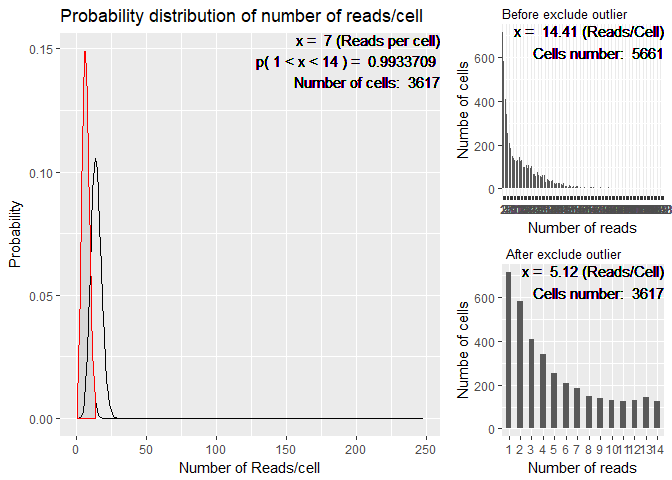 Probability distribution of number of reads/cell
x = 7 (Reads per cell)
p( 1 < x < 14 ) = 0.9933709
Number of cells: 3617
0.15
0.10
0.05
0.00
Probability
0 50 100 150 200 250
Number of Reads/cell
Before exclude outlier
x = 14.41 (Reads/Cell)
Cells number: 5661
600
400
200
0
Numbe of cells
Number of reads
After exclude outlier
x = 5.12 (Reads/Cell)
Cells number: 3617
600
400
200
0
Numbe of cells
1 2 3 4 5 6 7 8 9 10 11 12 13 14
Number of reads